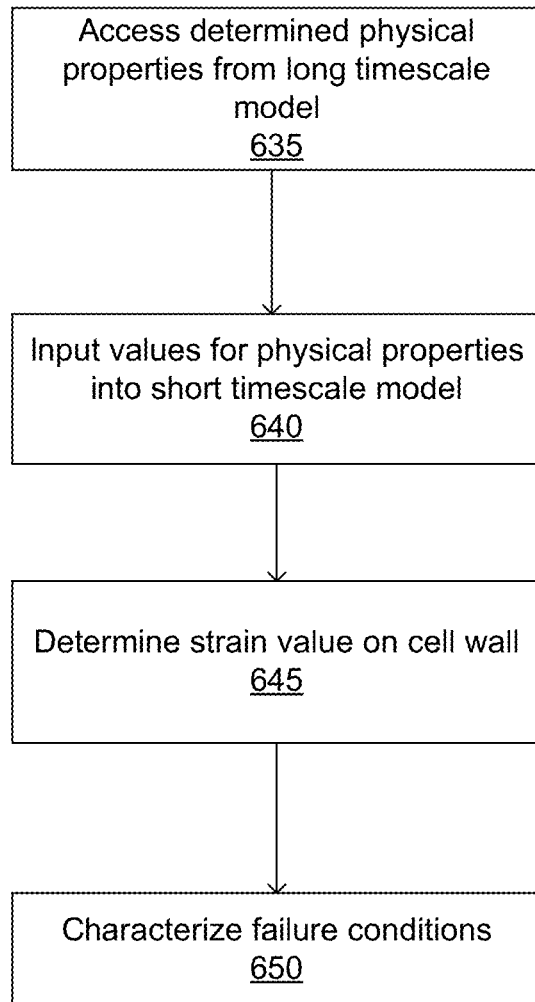 Access determined physical
properties from long timescale
model
635
Input values for physical properties
into short timescale model
640
Determine strain value on cell wall
645
Characterize failure conditions
650